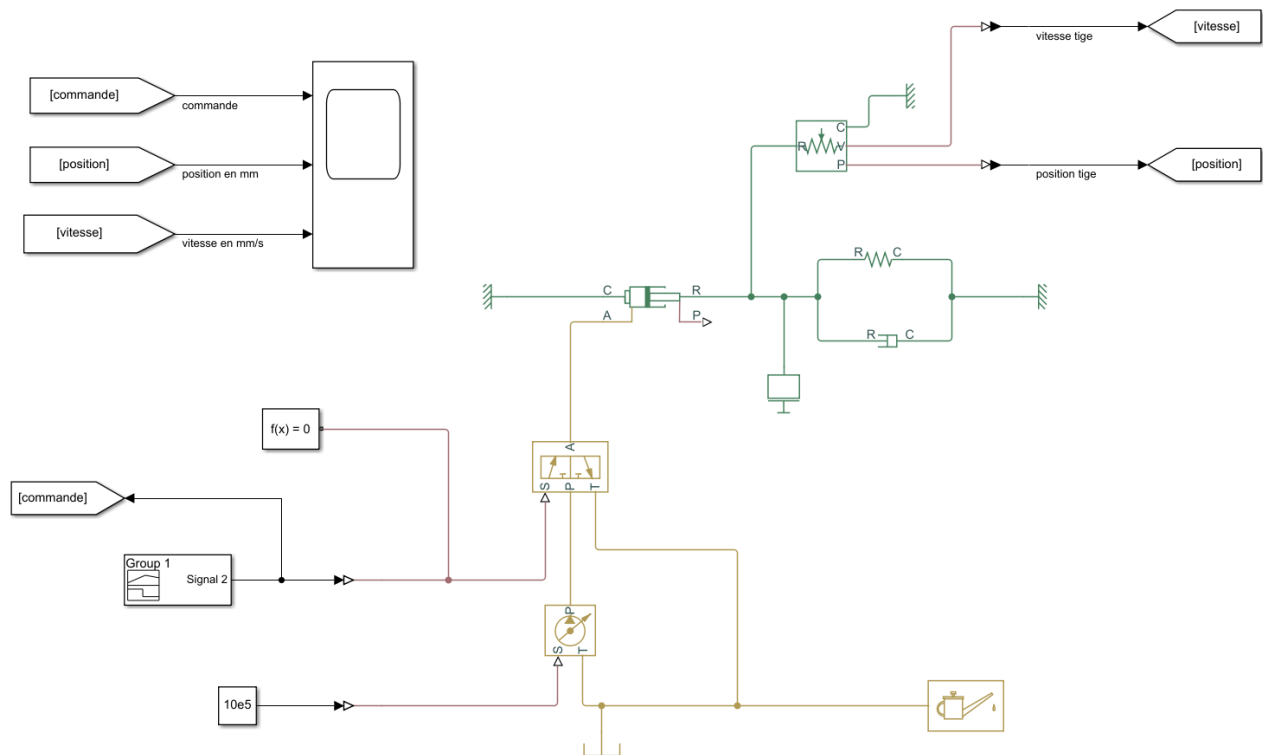 [vitesse]
vitesse tige
[commande]
commande
C
R
V
P
[position]
position en mm
[position]
position tige
[vitesse]
vitesse en mm/s
R
C
C
R
A
P
R
C
f(x) = 0
A
S
P
T
[commande]
Group 1
Signal 2
P
S
T
10e5